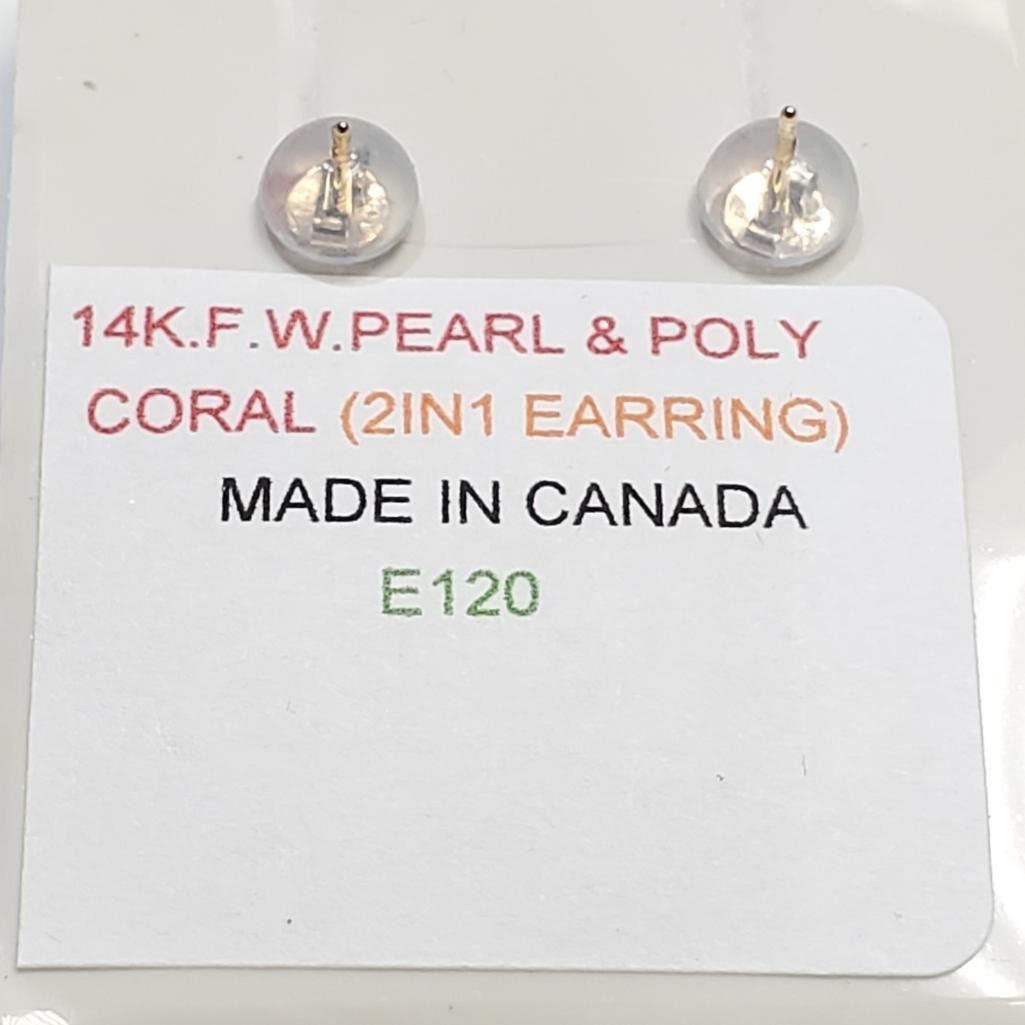 14K.F.W.PEARL & POLY
CORAL (2IN1 EARRING)
MADE IN CANADA
E120